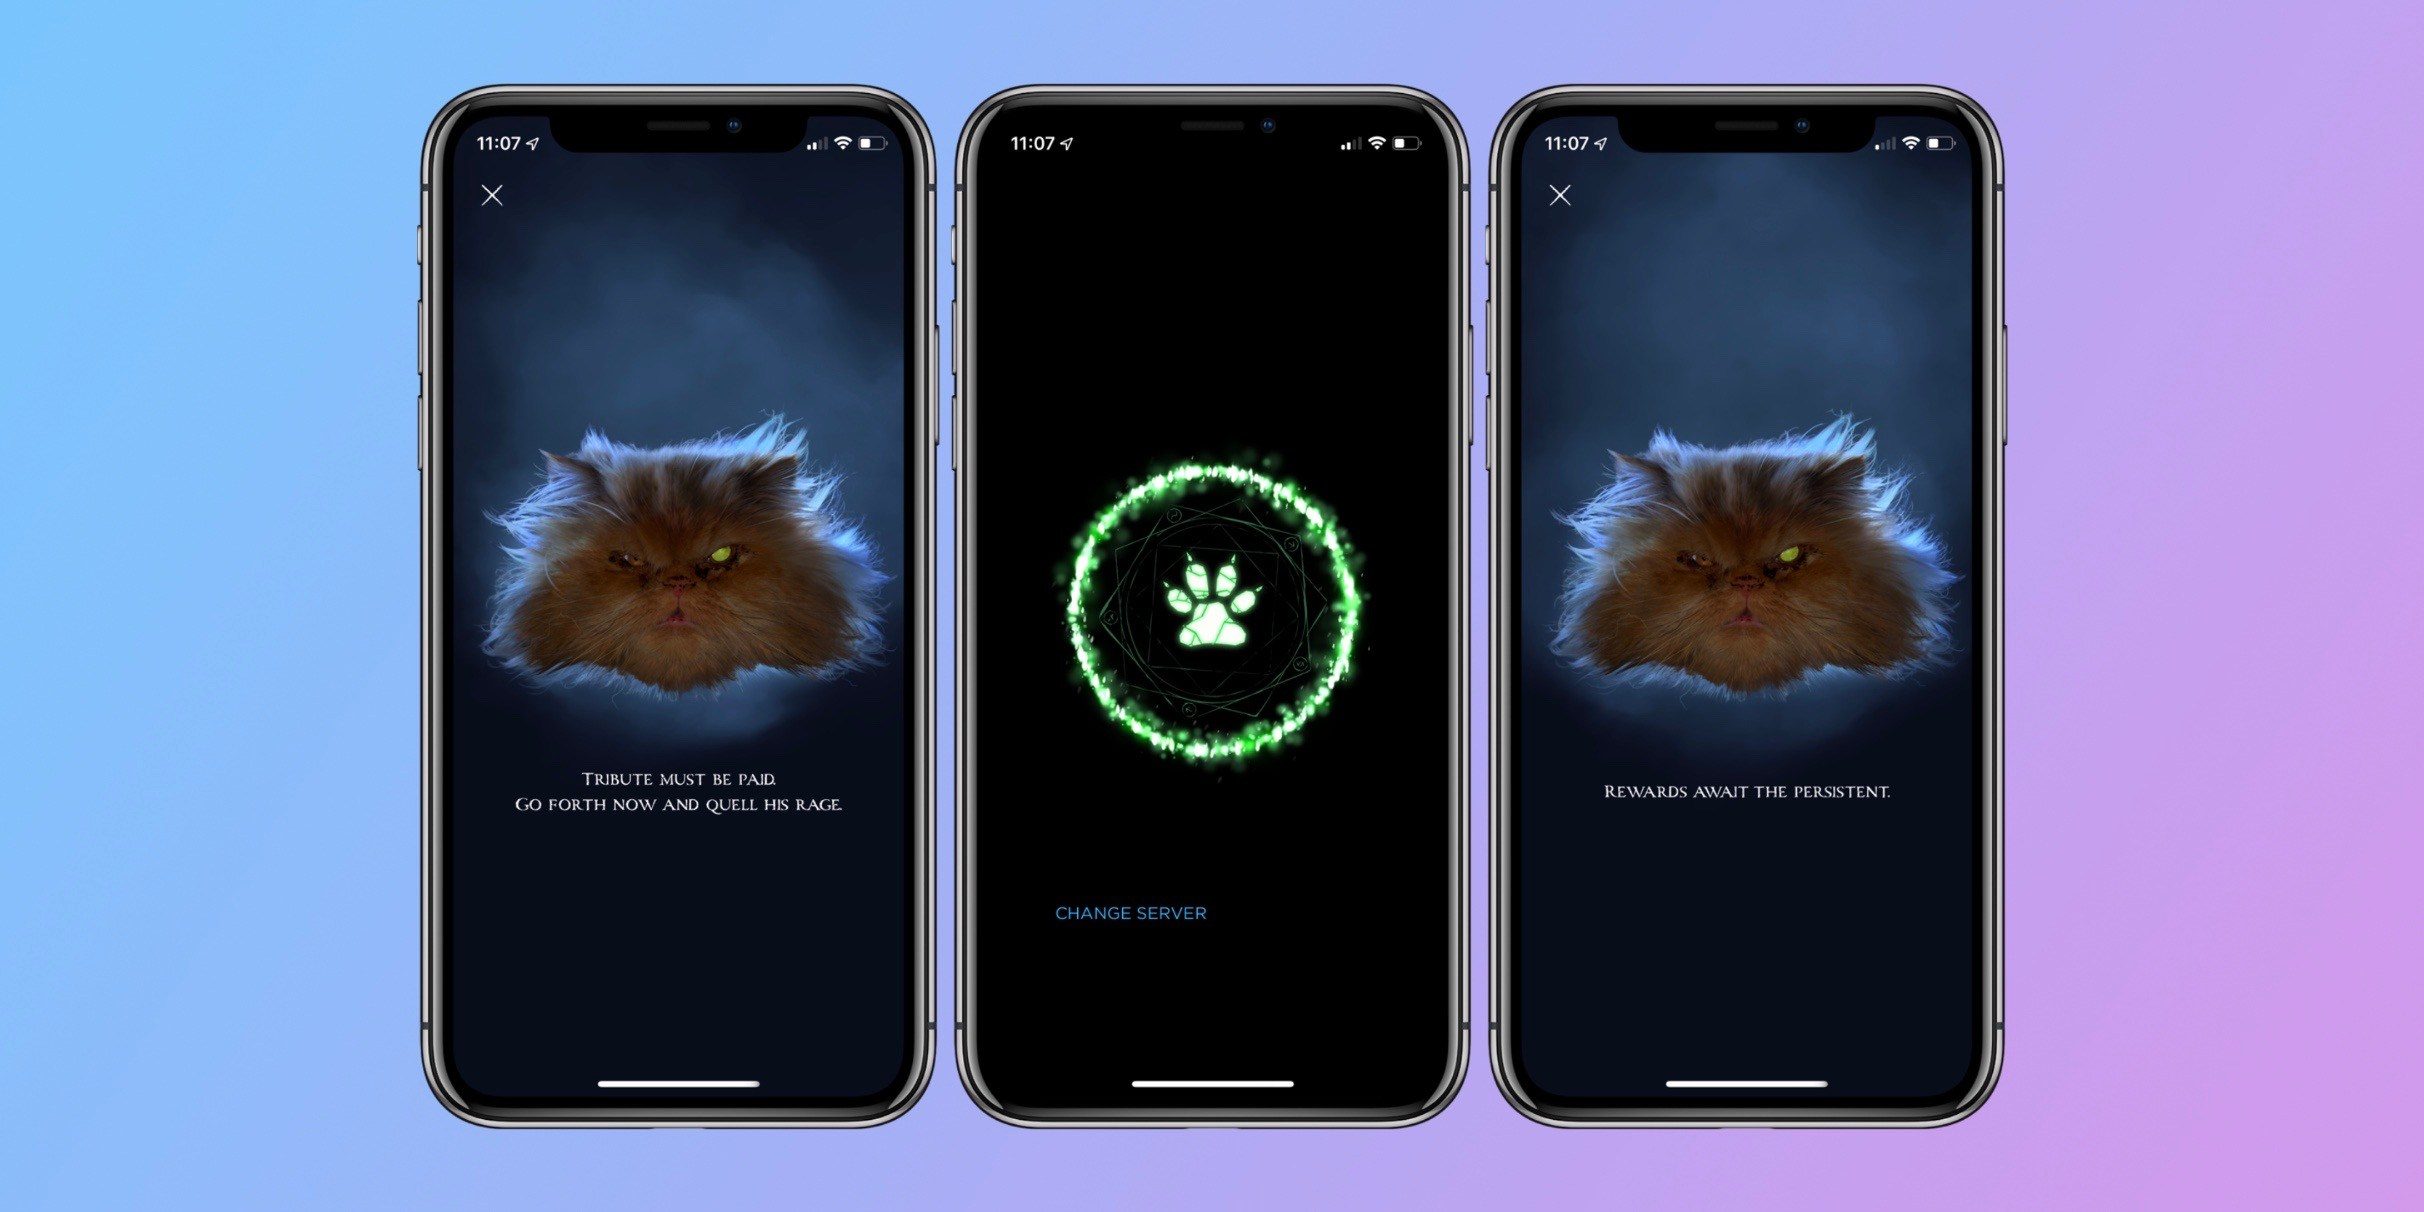 11:07
TRIBUTE MUST BE PAID.
GO FORTH NOW AND QUELL HIS RAGE.
11:07
CHANGE SERVER
11:07
REWARDS AWAIT THE PERSISTENT.